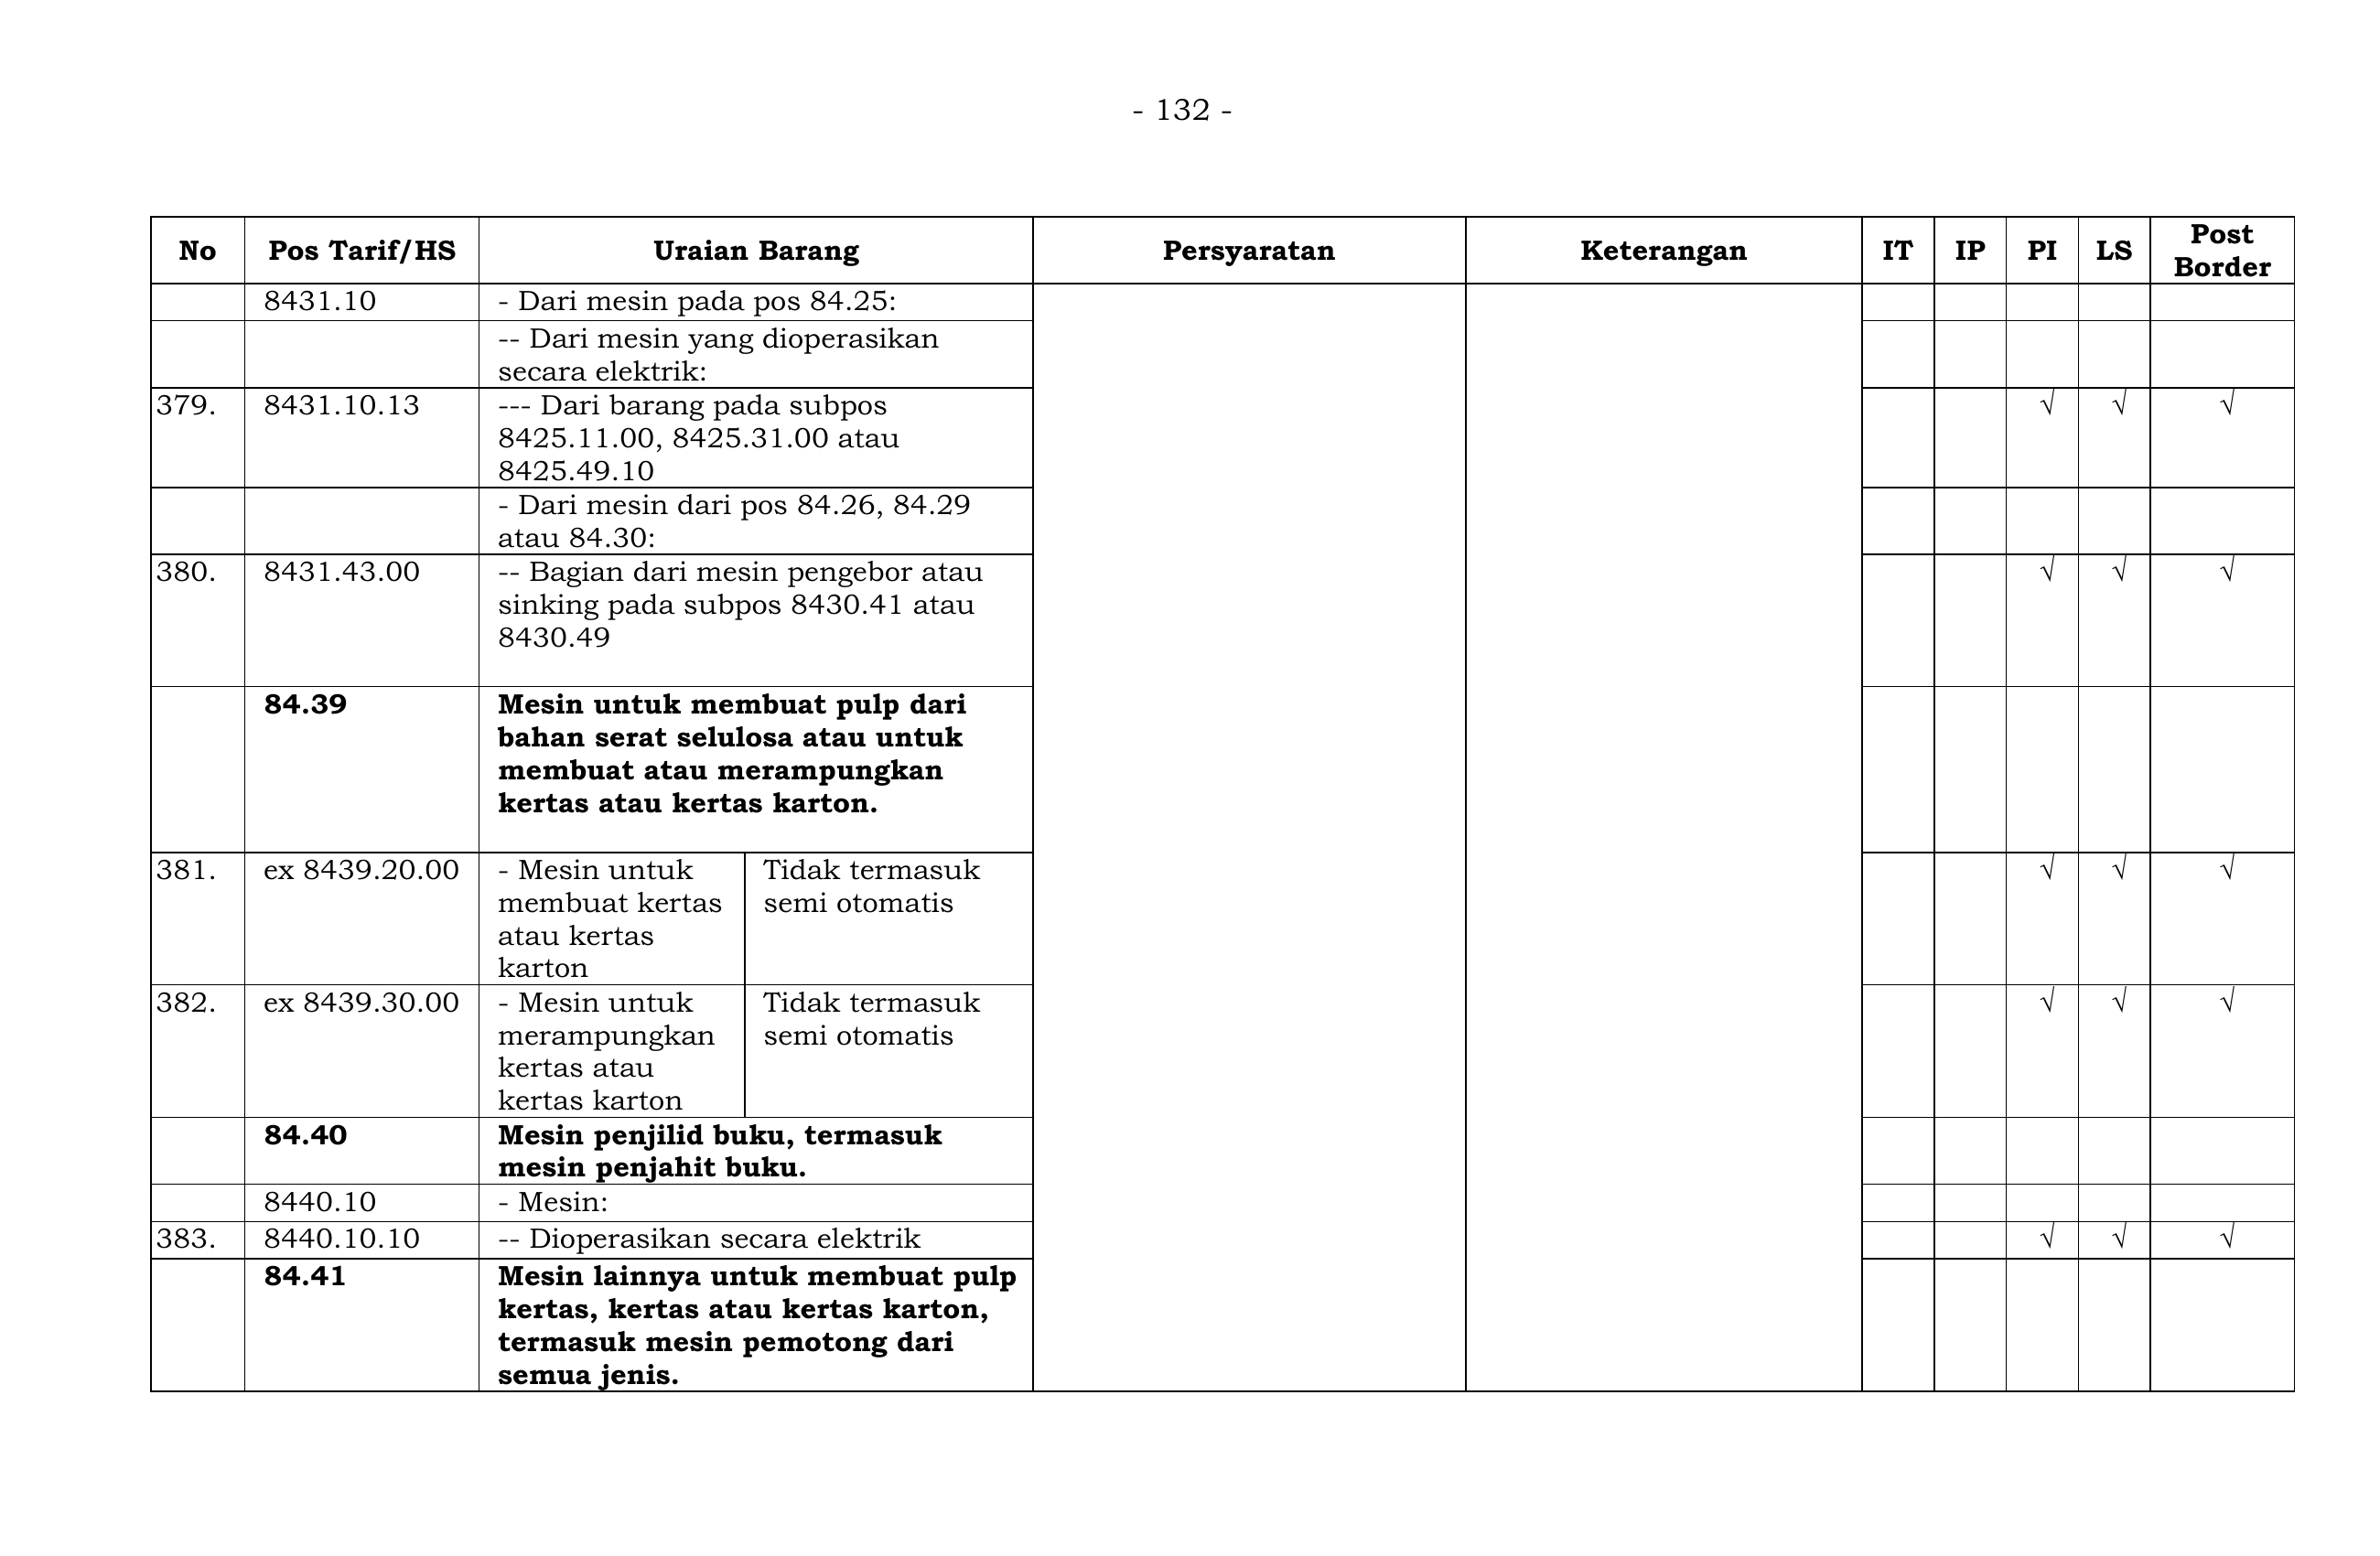 - 132 -
No Pos Tarif/HS Uraian Barang Persyaratan Keterangan IT IP PI LS Post Border
8431.10 - Dari mesin pada pos 84.25:
-- Dari mesin yang dioperasikan
secara elektrik:
379. 8431.10.13 --- Dari barang pada subpos √ √ √
8425.11.00, 8425.31.00 atau
8425.49.10
- Dari mesin dari pos 84.26, 84.29
atau 84.30:
380. 8431.43.00 -- Bagian dari mesin pengebor atau √ √ √
sinking pada subpos 8430.41 atau
8430.49
84.39 Mesin untuk membuat pulp dari
bahan serat selulosa atau untuk
membuat atau merampungkan
kertas atau kertas karton.
381. ex 8439.20.00 - Mesin untuk Tidak termasuk √ √ √
membuat kertas semi otomatis
atau kertas
karton
382. ex 8439.30.00 - Mesin untuk Tidak termasuk √ √ √
merampungkan semi otomatis
kertas atau
kertas karton
84.40 Mesin penjilid buku, termasuk
mesin penjahit buku.
8440.10 - Mesin:
383. 8440.10.10 -- Dioperasikan secara elektrik √ √ √
84.41 Mesin lainnya untuk membuat pulp
kertas, kertas atau kertas karton,
termasuk mesin pemotong dari
semua jenis.